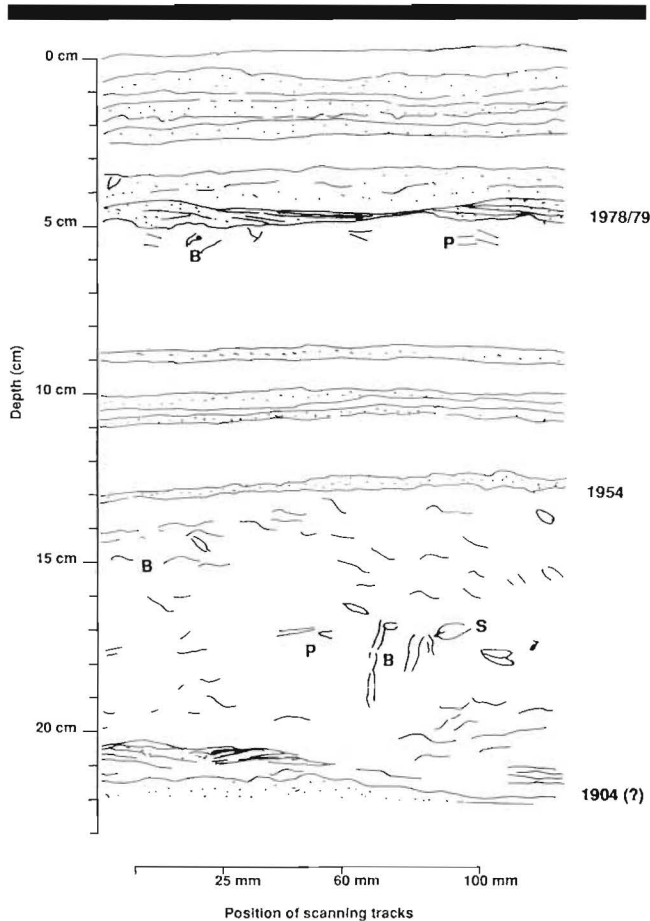 0 cm
1978/79
5 cm
B
P
Depth (cm)
10 cm
1954
15 cm
B
S
P
B
20 cm
1904 (?)
25 mm
60 mm
100 mm
Position of scanning tracks